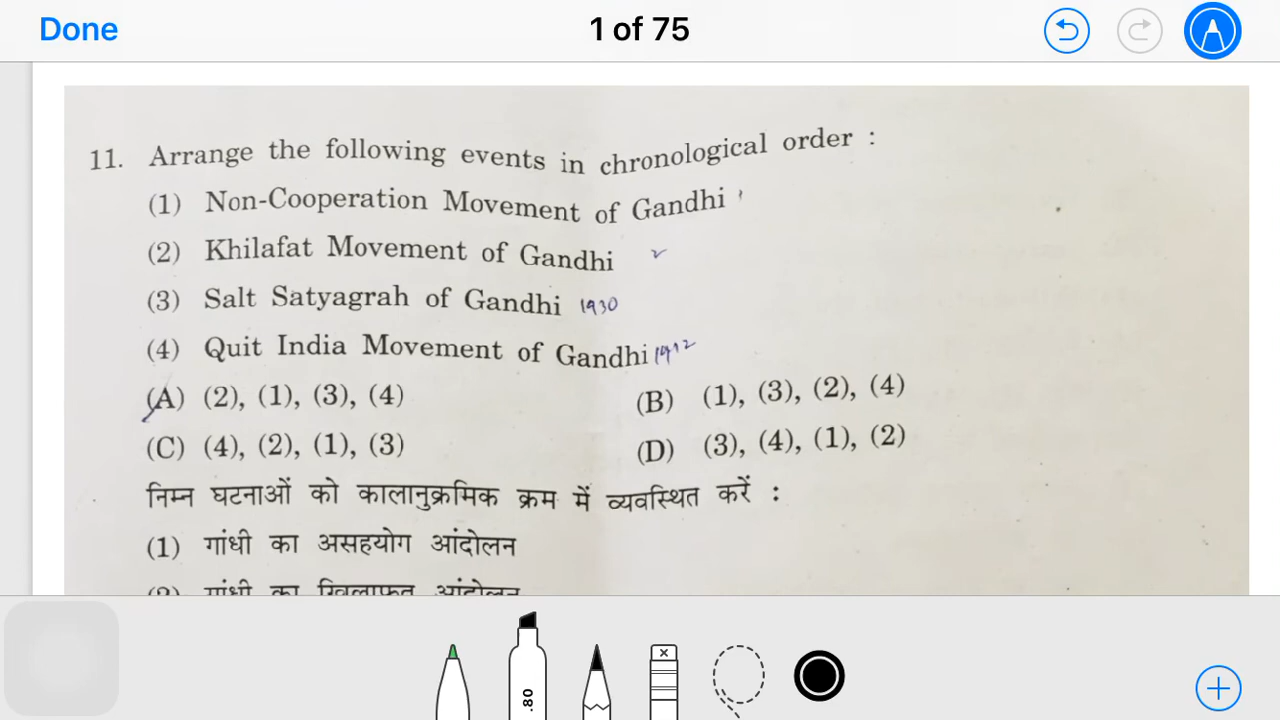 Done
1 of 75
11. Arrange the following events in chronological order :
(1) Non-Cooperation Movement of Gandhi
(2) Khilafat Movement of Gandhi
(3) Salt Satyagrah of Gandhi 1930
(4) Quit India Movement of Gandhi
(A) (2), (1), (3), (4) (B) (1), (3), (2), (4)
(C) (4), (2), (1), (3) (D) (3), (4), (1), (2)
निम्न घटनाओं को कालानुक्रमिक क्रम में व्यवस्थित करें :
(1) गांधी का असहयोग आंदोलन
(2) गांधी का खिलाफत आंदोलन
.80